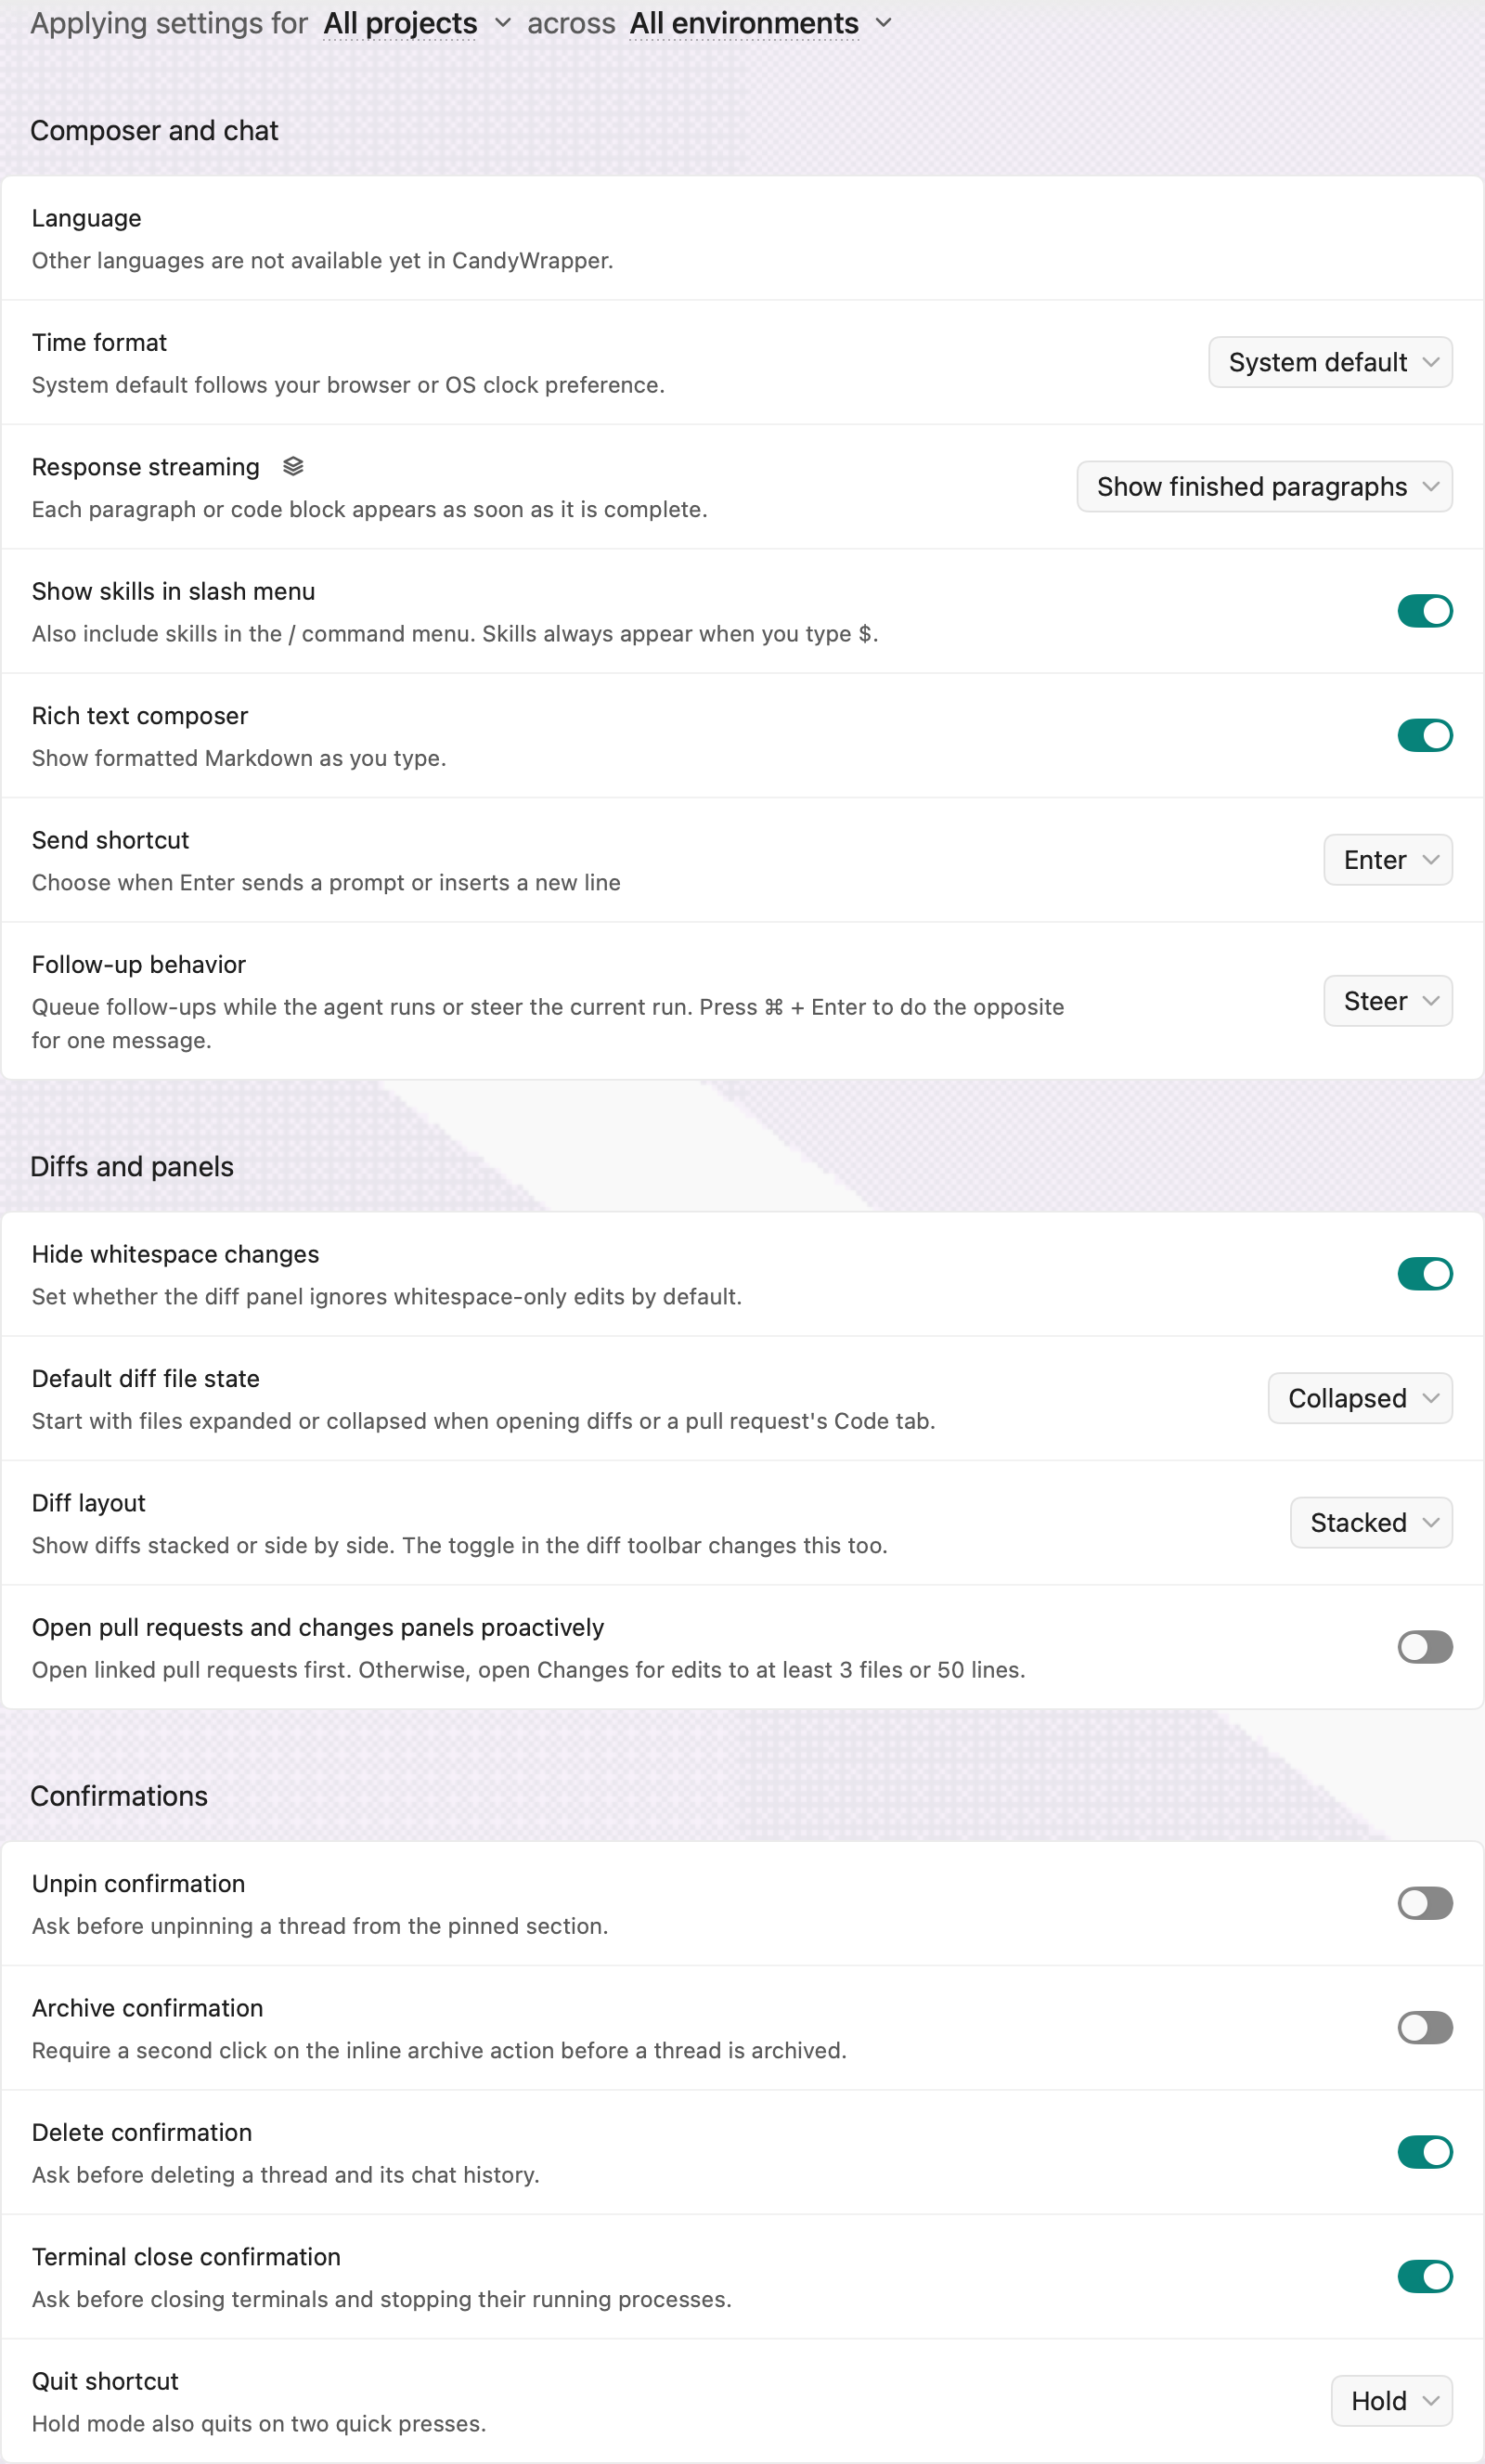 Applying settings for All projects across All environments
Composer and chat
Language
Other languages are not available yet in CandyWrapper.
Time format
System default follows your browser or OS clock preference.
System default
Response streaming
Each paragraph or code block appears as soon as it is complete.
Show finished paragraphs
Show skills in slash menu
Also include skills in the / command menu. Skills always appear when you type $.
Rich text composer
Show formatted Markdown as you type.
Send shortcut
Choose when Enter sends a prompt or inserts a new line
Enter
Follow-up behavior
Queue follow-ups while the agent runs or steer the current run. Press ⌘ + Enter to do the opposite
for one message.
Steer
Diffs and panels
Hide whitespace changes
Set whether the diff panel ignores whitespace-only edits by default.
Default diff file state
Start with files expanded or collapsed when opening diffs or a pull request's Code tab.
Collapsed
Diff layout
Show diffs stacked or side by side. The toggle in the diff toolbar changes this too.
Stacked
Open pull requests and changes panels proactively
Open linked pull requests first. Otherwise, open Changes for edits to at least 3 files or 50 lines.
Confirmations
Unpin confirmation
Ask before unpinning a thread from the pinned section.
Archive confirmation
Require a second click on the inline archive action before a thread is archived.
Delete confirmation
Ask before deleting a thread and its chat history.
Terminal close confirmation
Ask before closing terminals and stopping their running processes.
Quit shortcut
Hold mode also quits on two quick presses.
Hold